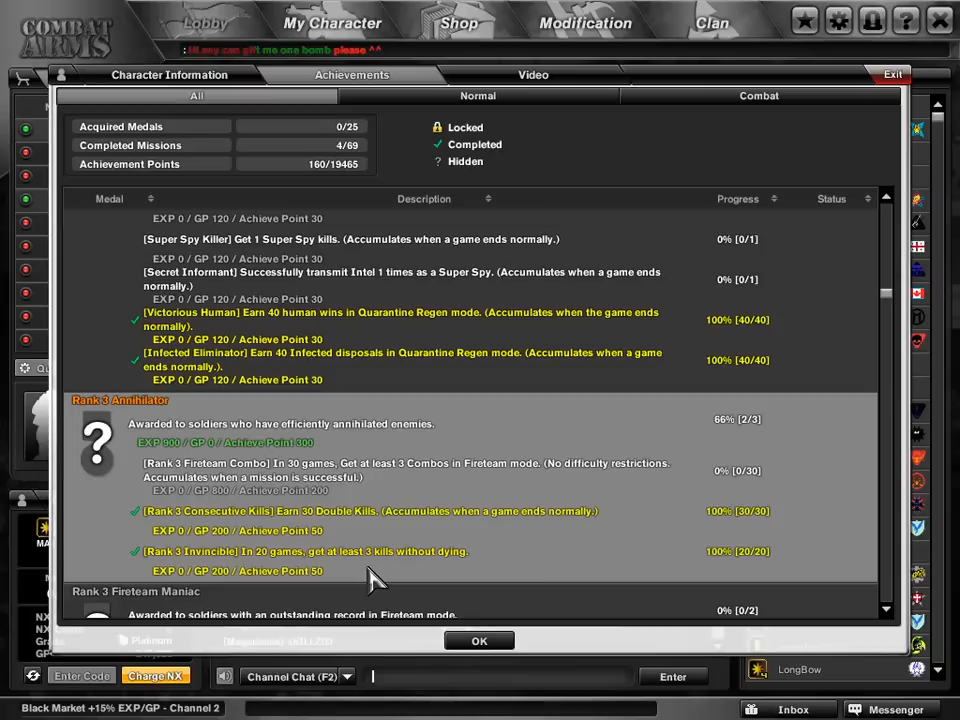 COMBAT ARMS
Lobby
My Character
Shop
Modification
Clan
me one bomb please ^^
Character Information
Achievements
Video
Exit
All
Normal
Combat
Acquired Medals 0/25
Completed Missions 4/69
Achievement Points 160/19465
Locked
Completed
? Hidden
Medal Description Progress Status
EXP 0 / GP 120 / Achieve Point 30
[Super Spy Killer] Get 1 Super Spy kills. (Accumulates when a game ends normally.) 0% [0/1]
EXP 0 / GP 120 / Achieve Point 30
[Secret Informant] Successfully transmit Intel 1 times as a Super Spy. (Accumulates when a game ends
normally.) 0% [0/1]
EXP 0 / GP 120 / Achieve Point 30
[Victorious Human] Earn 40 human wins in Quarantine Regen mode. (Accumulates when the game ends
normally). 100% [40/40]
EXP 0 / GP 120 / Achieve Point 30
[Infected Eliminator] Earn 40 Infected disposals in Quarantine Regen mode. (Accumulates when a game
ends normally.). 100% [40/40]
EXP 0 / GP 120 / Achieve Point 30
Rank 3 Annihilator
Awarded to soldiers who have efficiently annihilated enemies. 66% [2/3]
EXP 900 / GP 0 / Achieve Point 300
[Rank 3 Fireteam Combo] In 30 games, Get at least 3 Combos in Fireteam mode. (No difficulty restrictions.
Accumulates when a mission is successful.) 0% [0/30]
EXP 0 / GP 800 / Achieve Point 200
[Rank 3 Consecutive Kills] Earn 30 Double Kills. (Accumulates when a game ends normally.) 100% [30/30]
EXP 0 / GP 200 / Achieve Point 50
[Rank 3 Invincible] In 20 games, get at least 3 kills without dying. 100% [20/20]
EXP 0 / GP 200 / Achieve Point 50
Rank 3 Fireteam Maniac
Awarded to soldiers with an outstanding record in Fireteam mode. 0% [0/2]
Platinum
OK
Enter Code
Charge NX
Channel Chat (F2)
Enter
LongBow
Black Market +15% EXP/GP - Channel 2
Inbox
Messenger